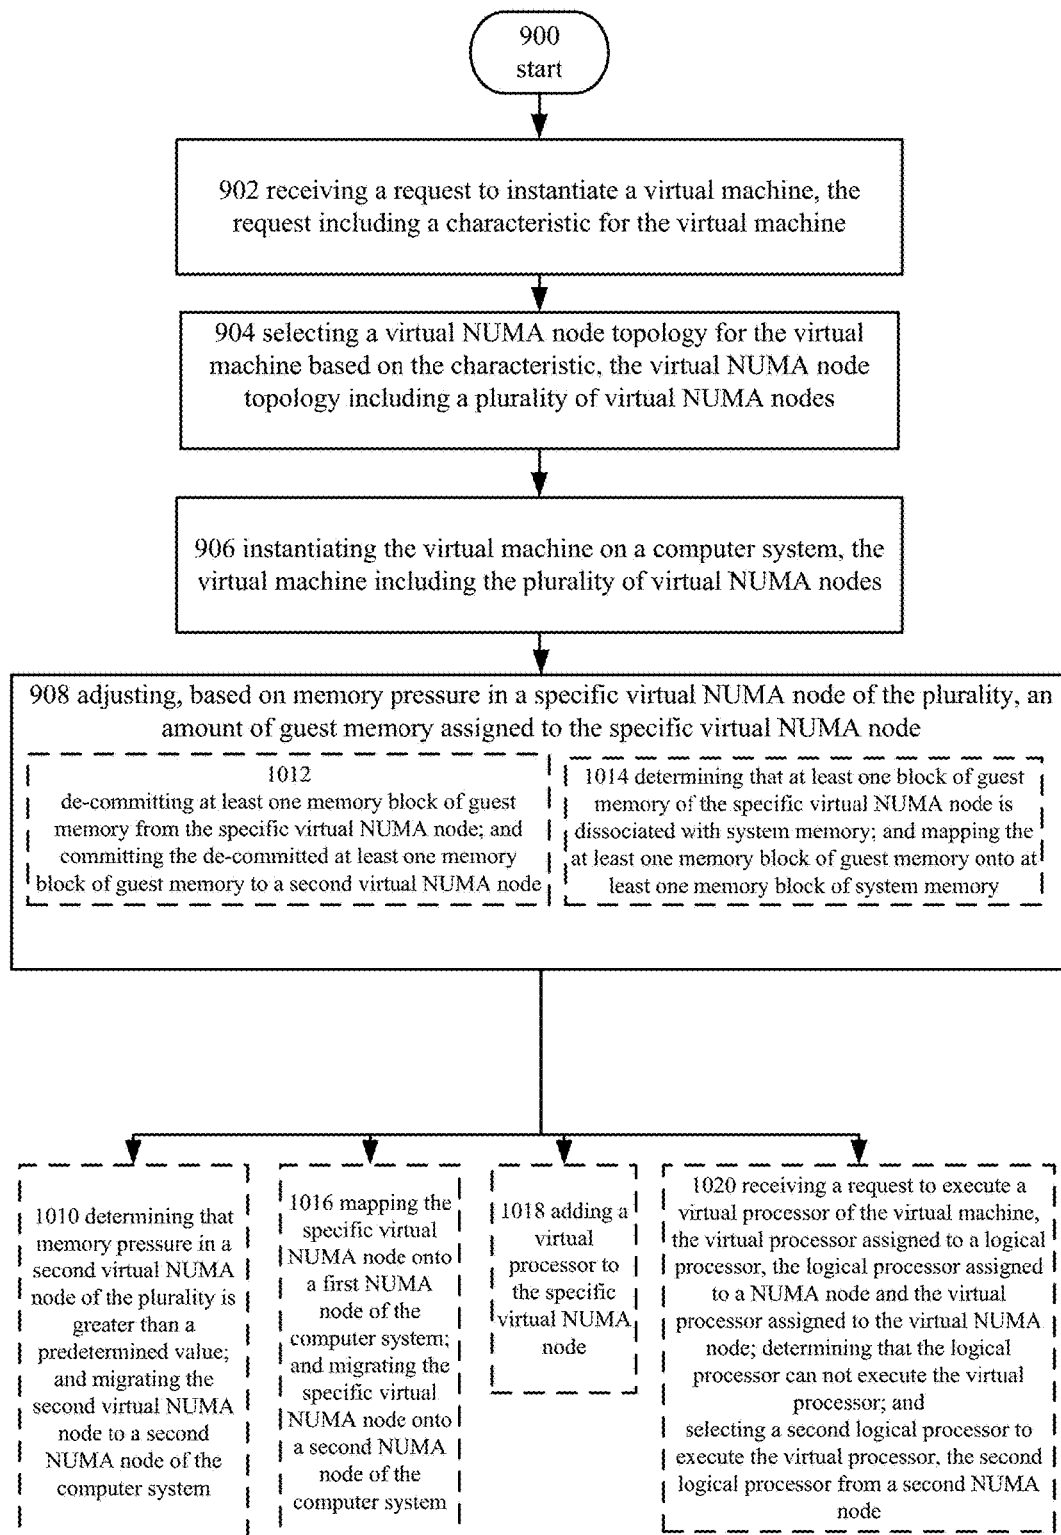 900
start
902 receiving a request to instantiate a virtual machine, the
request including a characteristic for the virtual machine
904 selecting a virtual NUMA node topology for the virtual
machine based on the characteristic, the virtual NUMA node
topology including a plurality of virtual NUMA nodes
906 instantiating the virtual machine on a computer system, the
virtual machine including the plurality of virtual NUMA nodes
908 adjusting, based on memory pressure in a specific virtual NUMA node of the plurality, an
amount of guest memory assigned to the specific virtual NUMA node
1012
de-committing at least one memory block of guest
memory from the specific virtual NUMA node; and
committing the de-committed at least one memory
block of guest memory to a second virtual NUMA node
1014 determining that at least one block of guest
memory of the specific virtual NUMA node is
dissociated with system memory; and mapping the
at least one memory block of guest memory onto at
least one memory block of system memory
1010 determining that
memory pressure in a
second virtual NUMA
node of the plurality is
greater than a
predetermined value;
and migrating the
second virtual NUMA
node to a second
NUMA node of the
computer system
1016 mapping the
specific virtual
NUMA node onto
a first NUMA
node of the
computer system;
and migrating the
specific virtual
NUMA node onto
a second NUMA
node of the
computer system
1018 adding a
virtual
processor to
the specific
virtual NUMA
node
1020 receiving a request to execute a
virtual processor of the virtual machine,
the virtual processor assigned to a logical
processor, the logical processor assigned
to a NUMA node and the virtual
processor assigned to the virtual NUMA
node; determining that the logical
processor can not execute the virtual
processor; and
selecting a second logical processor to
execute the virtual processor, the second
logical processor from a second NUMA
node